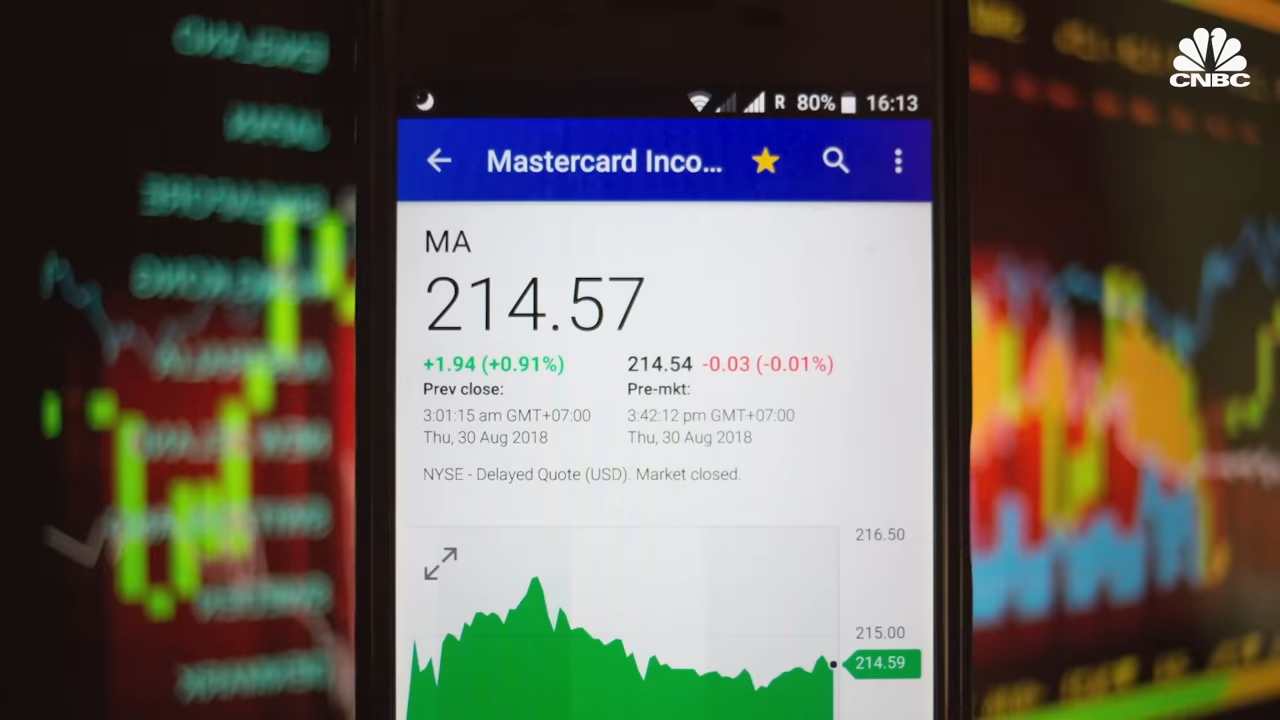 CNBC
R 80% 16:13
Mastercard Inco...
MA
214.57
+1.94 (+0.91%)
214.54 -0.03 (-0.01%)
Prev close:
Pre-mkt:
3:01:15 am GMT+07:00
3:42:12 pm GMT+07:00
Thu, 30 Aug 2018
Thu, 30 Aug 2018
NYSE - Delayed Quote (USD). Market closed.
216.50
215.00
214.59